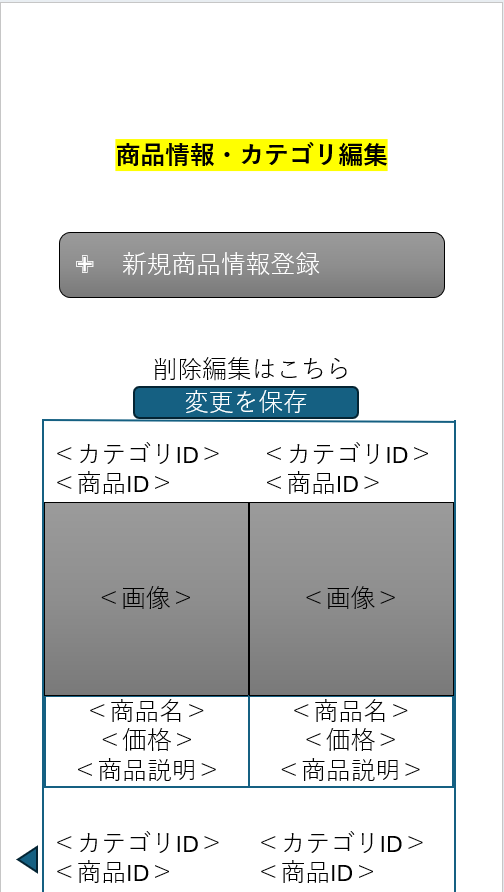 商品情報・カテゴリ編集
新規商品情報登録
削除編集はこちら
変更を保存
＜カテゴリID＞ ＜カテゴリID＞
＜商品ID＞ ＜商品ID＞
＜画像＞ ＜画像＞
＜商品名＞ ＜商品名＞
＜価格＞ ＜価格＞
＜商品説明＞ ＜商品説明＞
＜カテゴリID＞ ＜カテゴリID＞
＜商品ID＞ ＜商品ID＞